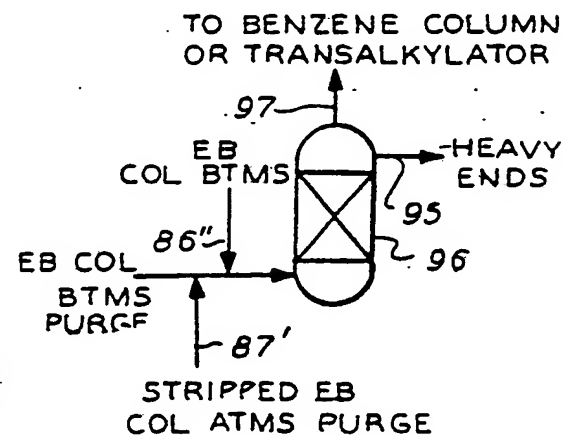 TO BENZENE COLUMN
OR TRANSALKYLATOR
97
EB
COL BTMS
HEAVY
ENDS
95
86"
96
EB COL
BTMS
PURGE
87'
STRIPPED EB
COL ATMS PURGE